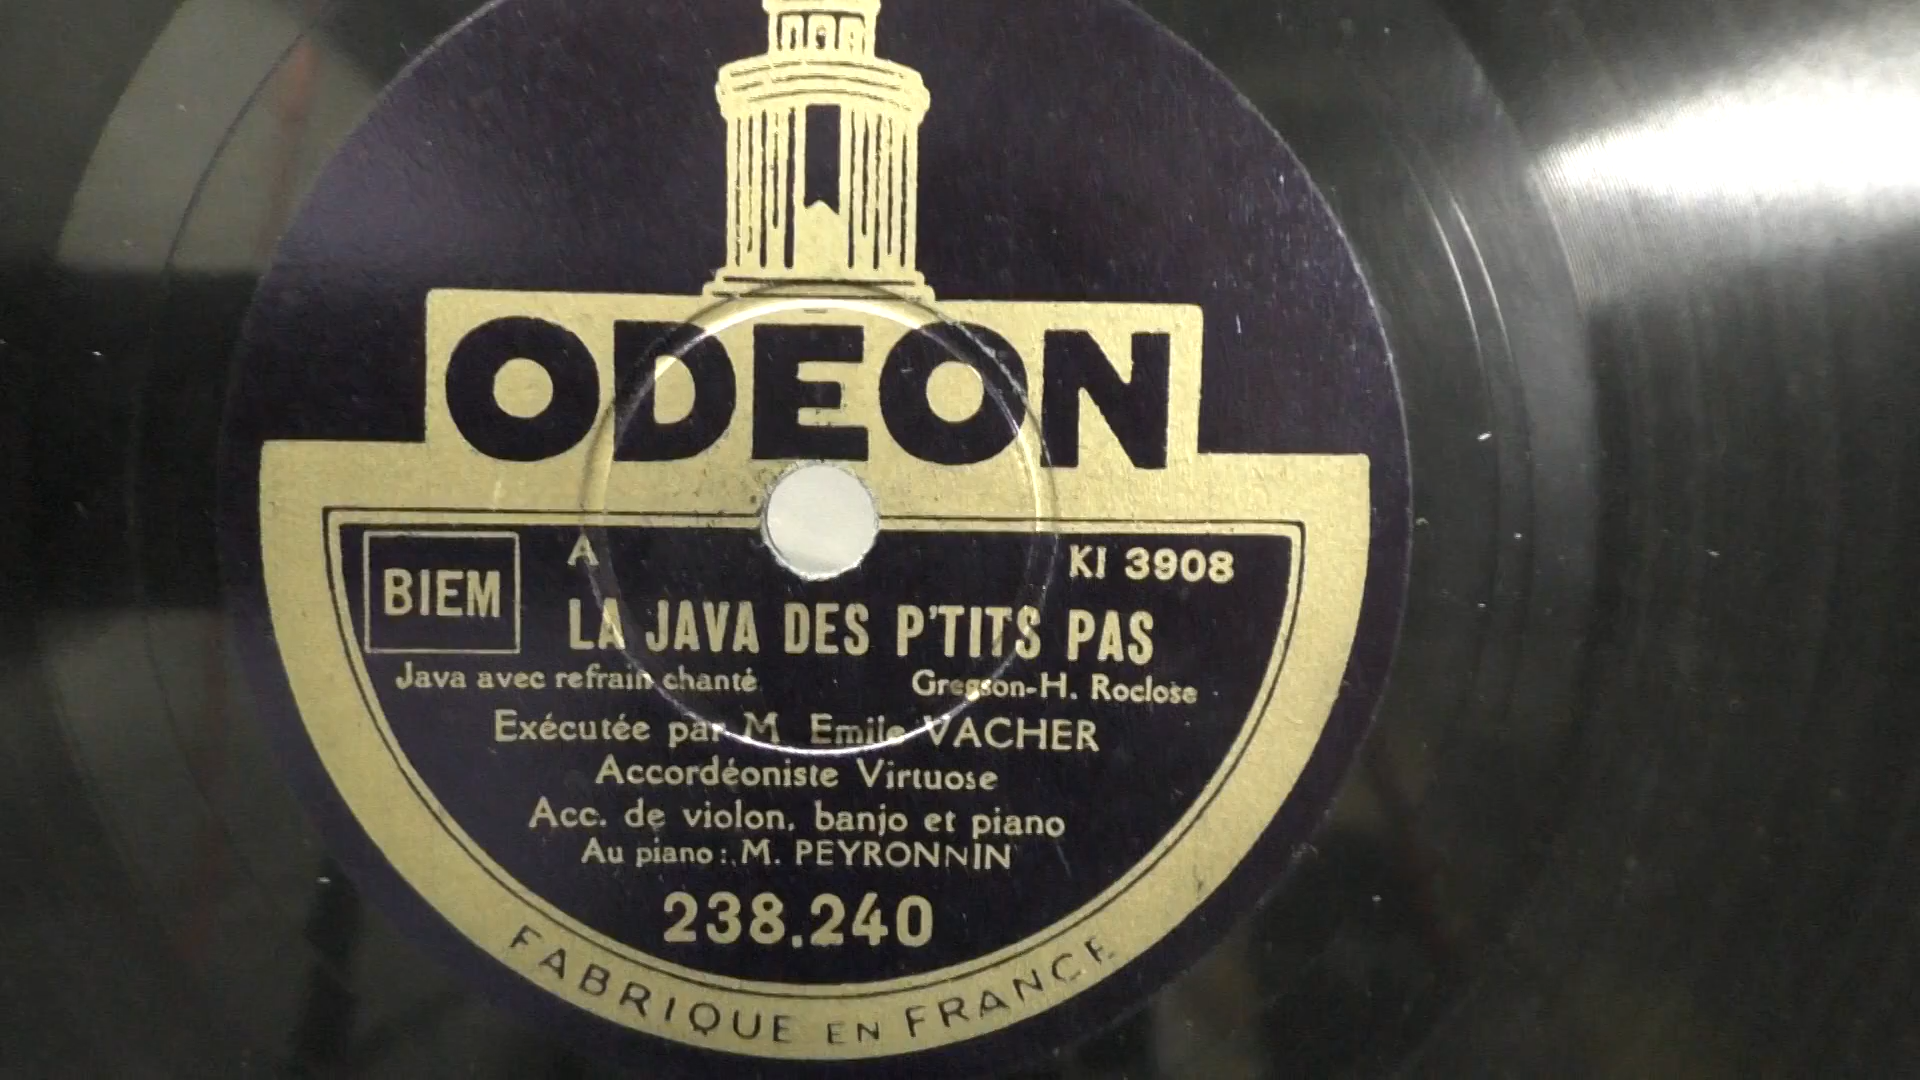 ODEON
BIEM
A
KI 3908
LA JAVA DES P'TITS PAS
Java avec refrain chanté
Gregson-H. Roclose
Exécutée par M. Emile VACHER
Accordéoniste Virtuose
Acc. de violon, banjo et piano
Au piano : M. PEYRONNIN
238.240
FABRIQUE EN FRANCE